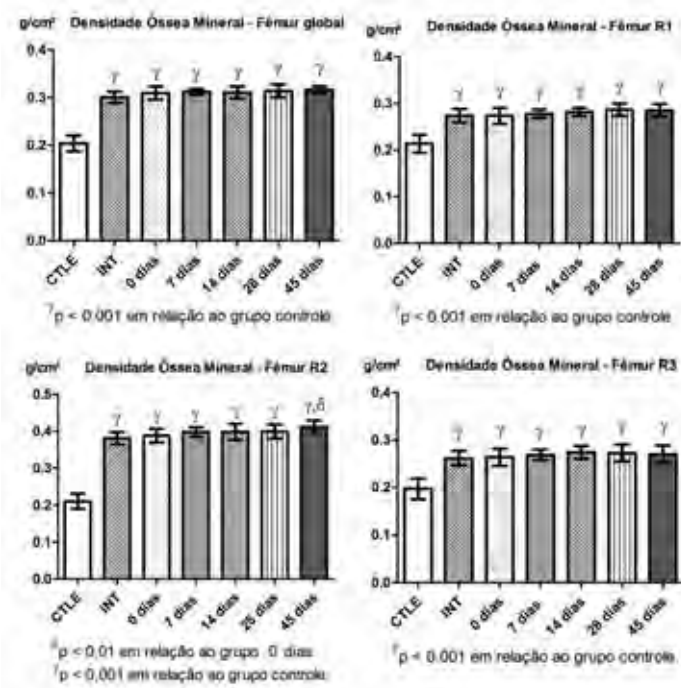 g/cm² Densidade Óssea Mineral - Fêmur global
0.4
0.3
0.2
0.1
0.0
γ γ γ γ γ γ
CTLE INT 0 dias 7 dias 14 dias 28 dias 45 dias
γp < 0.001 em relação ao grupo controle
g/cm² Densidade Óssea Mineral - Fêmur R1
0.4
0.3
0.2
0.1
0.0
γ γ γ γ γ γ
CTLE INT 0 dias 7 dias 14 dias 28 dias 45 dias
γp < 0.001 em relação ao grupo controle
g/cm² Densidade Óssea Mineral - Fêmur R2
0.5
0.4
0.3
0.2
0.1
0.0
γ γ γ γ γ γ,δ
CTLE INT 0 dias 7 dias 14 dias 28 dias 45 dias
δp < 0.01 em relação ao grupo 0 dias
γp < 0.001 em relação ao grupo controle
g/cm² Densidade Óssea Mineral - Fêmur R3
0.4
0.3
0.2
0.1
0.0
γ γ γ γ γ γ
CTLE INT 0 dias 7 dias 14 dias 28 dias 45 dias
γp < 0.001 em relação ao grupo controle